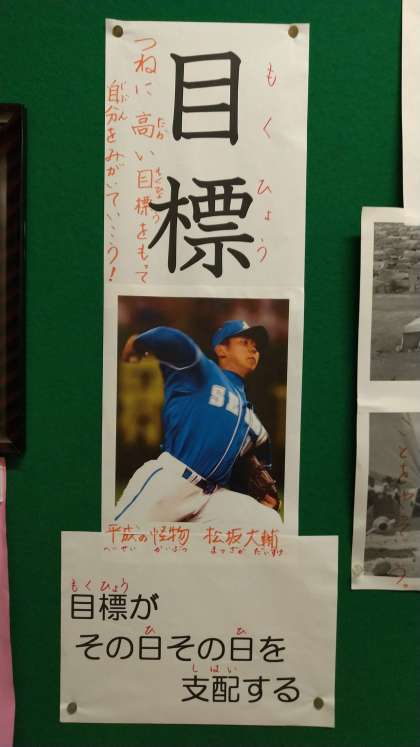 目標
もくひょう
つねに高い目標をもって
たか
もくひょう
自分をみがいていこう!
じぶん
平成の怪物 松坂大輔
へいせい かいぶつ まつざか だいすけ
もくひょう
目標が
ひ ひ
その日その日を
しはい
支配する